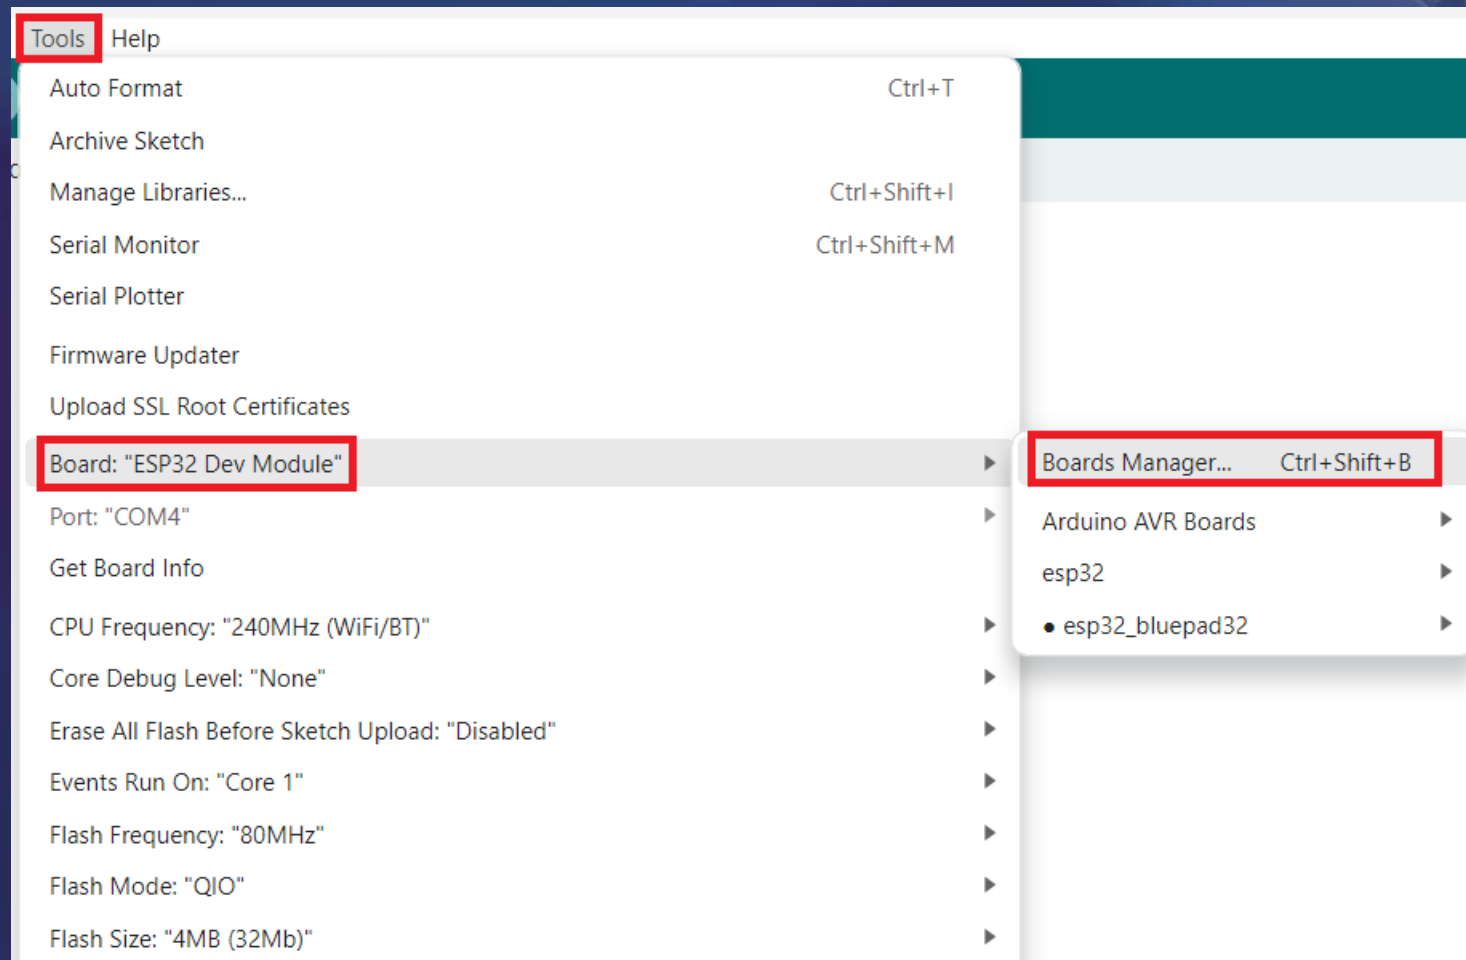 Tools Help
Auto Format Ctrl+T
Archive Sketch
Manage Libraries... Ctrl+Shift+I
Serial Monitor Ctrl+Shift+M
Serial Plotter
Firmware Updater
Upload SSL Root Certificates
Board: "ESP32 Dev Module"
Port: "COM4"
Get Board Info
CPU Frequency: "240MHz (WiFi/BT)"
Core Debug Level: "None"
Erase All Flash Before Sketch Upload: "Disabled"
Events Run On: "Core 1"
Flash Frequency: "80MHz"
Flash Mode: "QIO"
Flash Size: "4MB (32Mb)"
Boards Manager... Ctrl+Shift+B
Arduino AVR Boards
esp32
● esp32_bluepad32